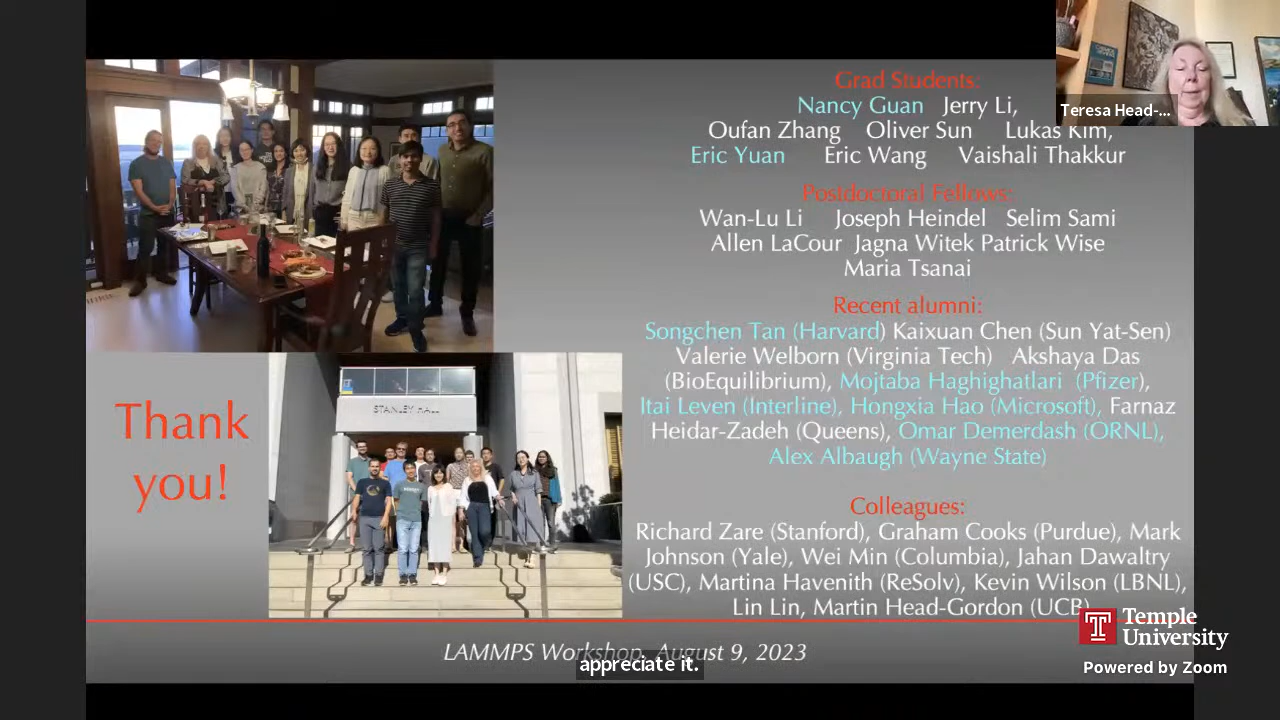 Grad Students:
Nancy Guan Jerry Li,
Oufan Zhang Oliver Sun Lukas Kim,
Eric Yuan Eric Wang Vaishali Thakkur
Postdoctoral Fellows:
Wan-Lu Li Joseph Heindel Selim Sami
Allen LaCour Jagna Witek Patrick Wise
Maria Tsanai
Recent alumni:
Songchen Tan (Harvard) Kaixuan Chen (Sun Yat-Sen)
Valerie Welborn (Virginia Tech) Akshaya Das
(BioEquilibrium), Mojtaba Haghighatlari (Pfizer),
Itai Leven (Interline), Hongxia Hao (Microsoft), Farnaz
Heidar-Zadeh (Queens), Omar Demerdash (ORNL),
Alex Albaugh (Wayne State)
Colleagues:
Richard Zare (Stanford), Graham Cooks (Purdue), Mark
Johnson (Yale), Wei Min (Columbia), Jahan Dawaltry
(USC), Martina Havenith (ReSolv), Kevin Wilson (LBNL),
Lin Lin, Martin Head-Gordon (UCB)
Thank
you!
STANLEY HALL
LAMMPS Workshop, August 9, 2023
appreciate it.
Teresa Head-...
Temple
University
Powered by Zoom